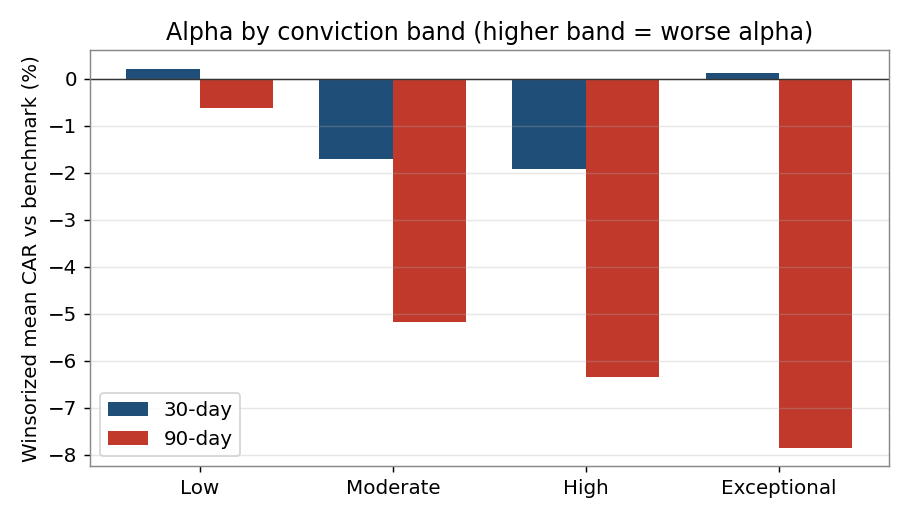 Alpha by conviction band (higher band = worse alpha)
Winsorized mean CAR vs benchmark (%)
0
−1
−2
−3
−4
−5
−6
−7
−8
30-day
90-day
Low
Moderate
High
Exceptional